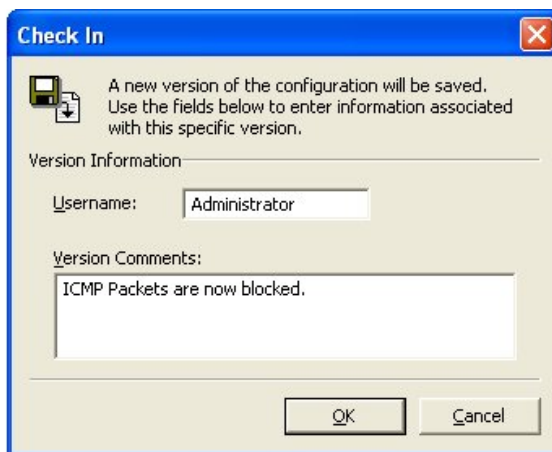 Check In
A new version of the configuration will be saved.
Use the fields below to enter information associated
with this specific version.
Version Information
Username: Administrator
Version Comments:
ICMP Packets are now blocked.
OK Cancel